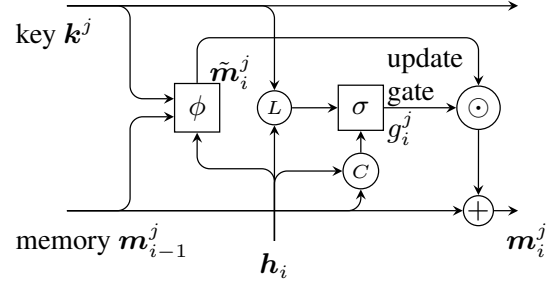 key k^j
m̃_i^j
update
gate
g_i^j
ϕ
L
σ
⊙
C
+
memory m_{i−1}^j
h_i
m_i^j